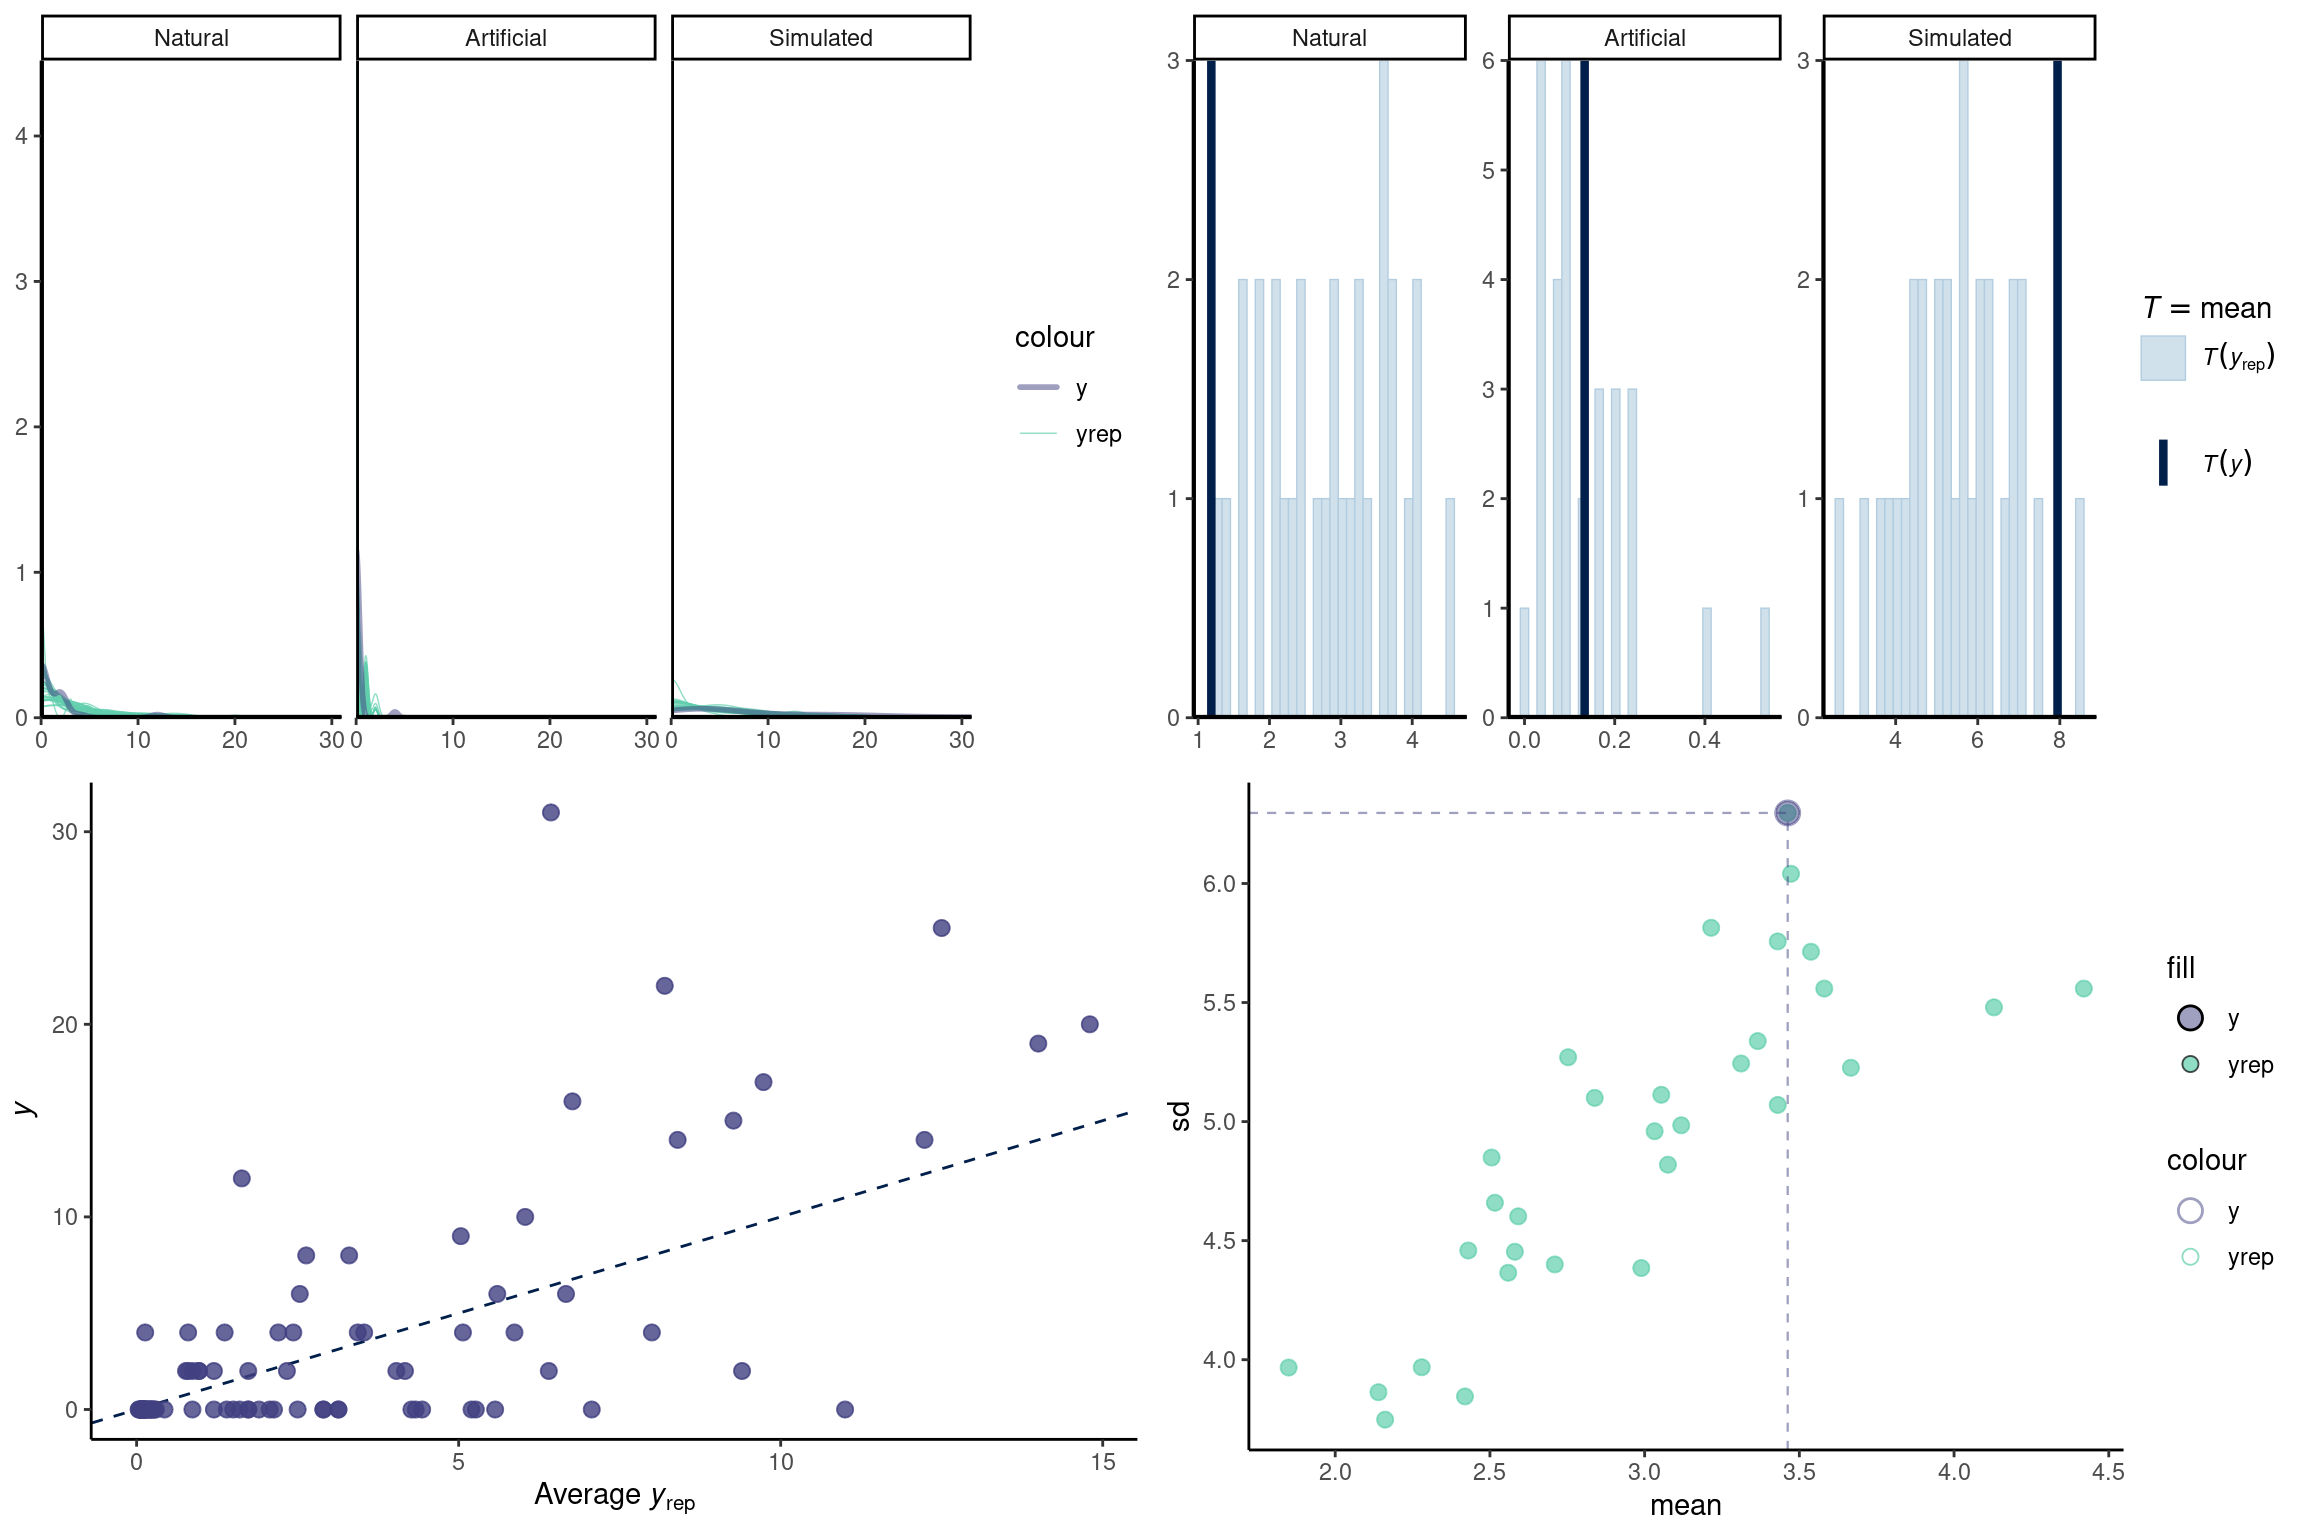 Natural Artificial Simulated
4
3
2
1
0
0 10 20 30 0 10 20 30 0 10 20 30
colour
y
yrep
Natural Artificial Simulated
3
2
1
0
6
5
4
3
2
1
0
3
2
1
0
1 2 3 4 0.0 0.2 0.4 4 6 8
T = mean
T(yrep)
T(y)
y
30
20
10
0
0 5 10 15
Average yrep
sd
6.0
5.5
5.0
4.5
4.0
2.0 2.5 3.0 3.5 4.0 4.5
mean
fill
y
yrep
colour
y
yrep